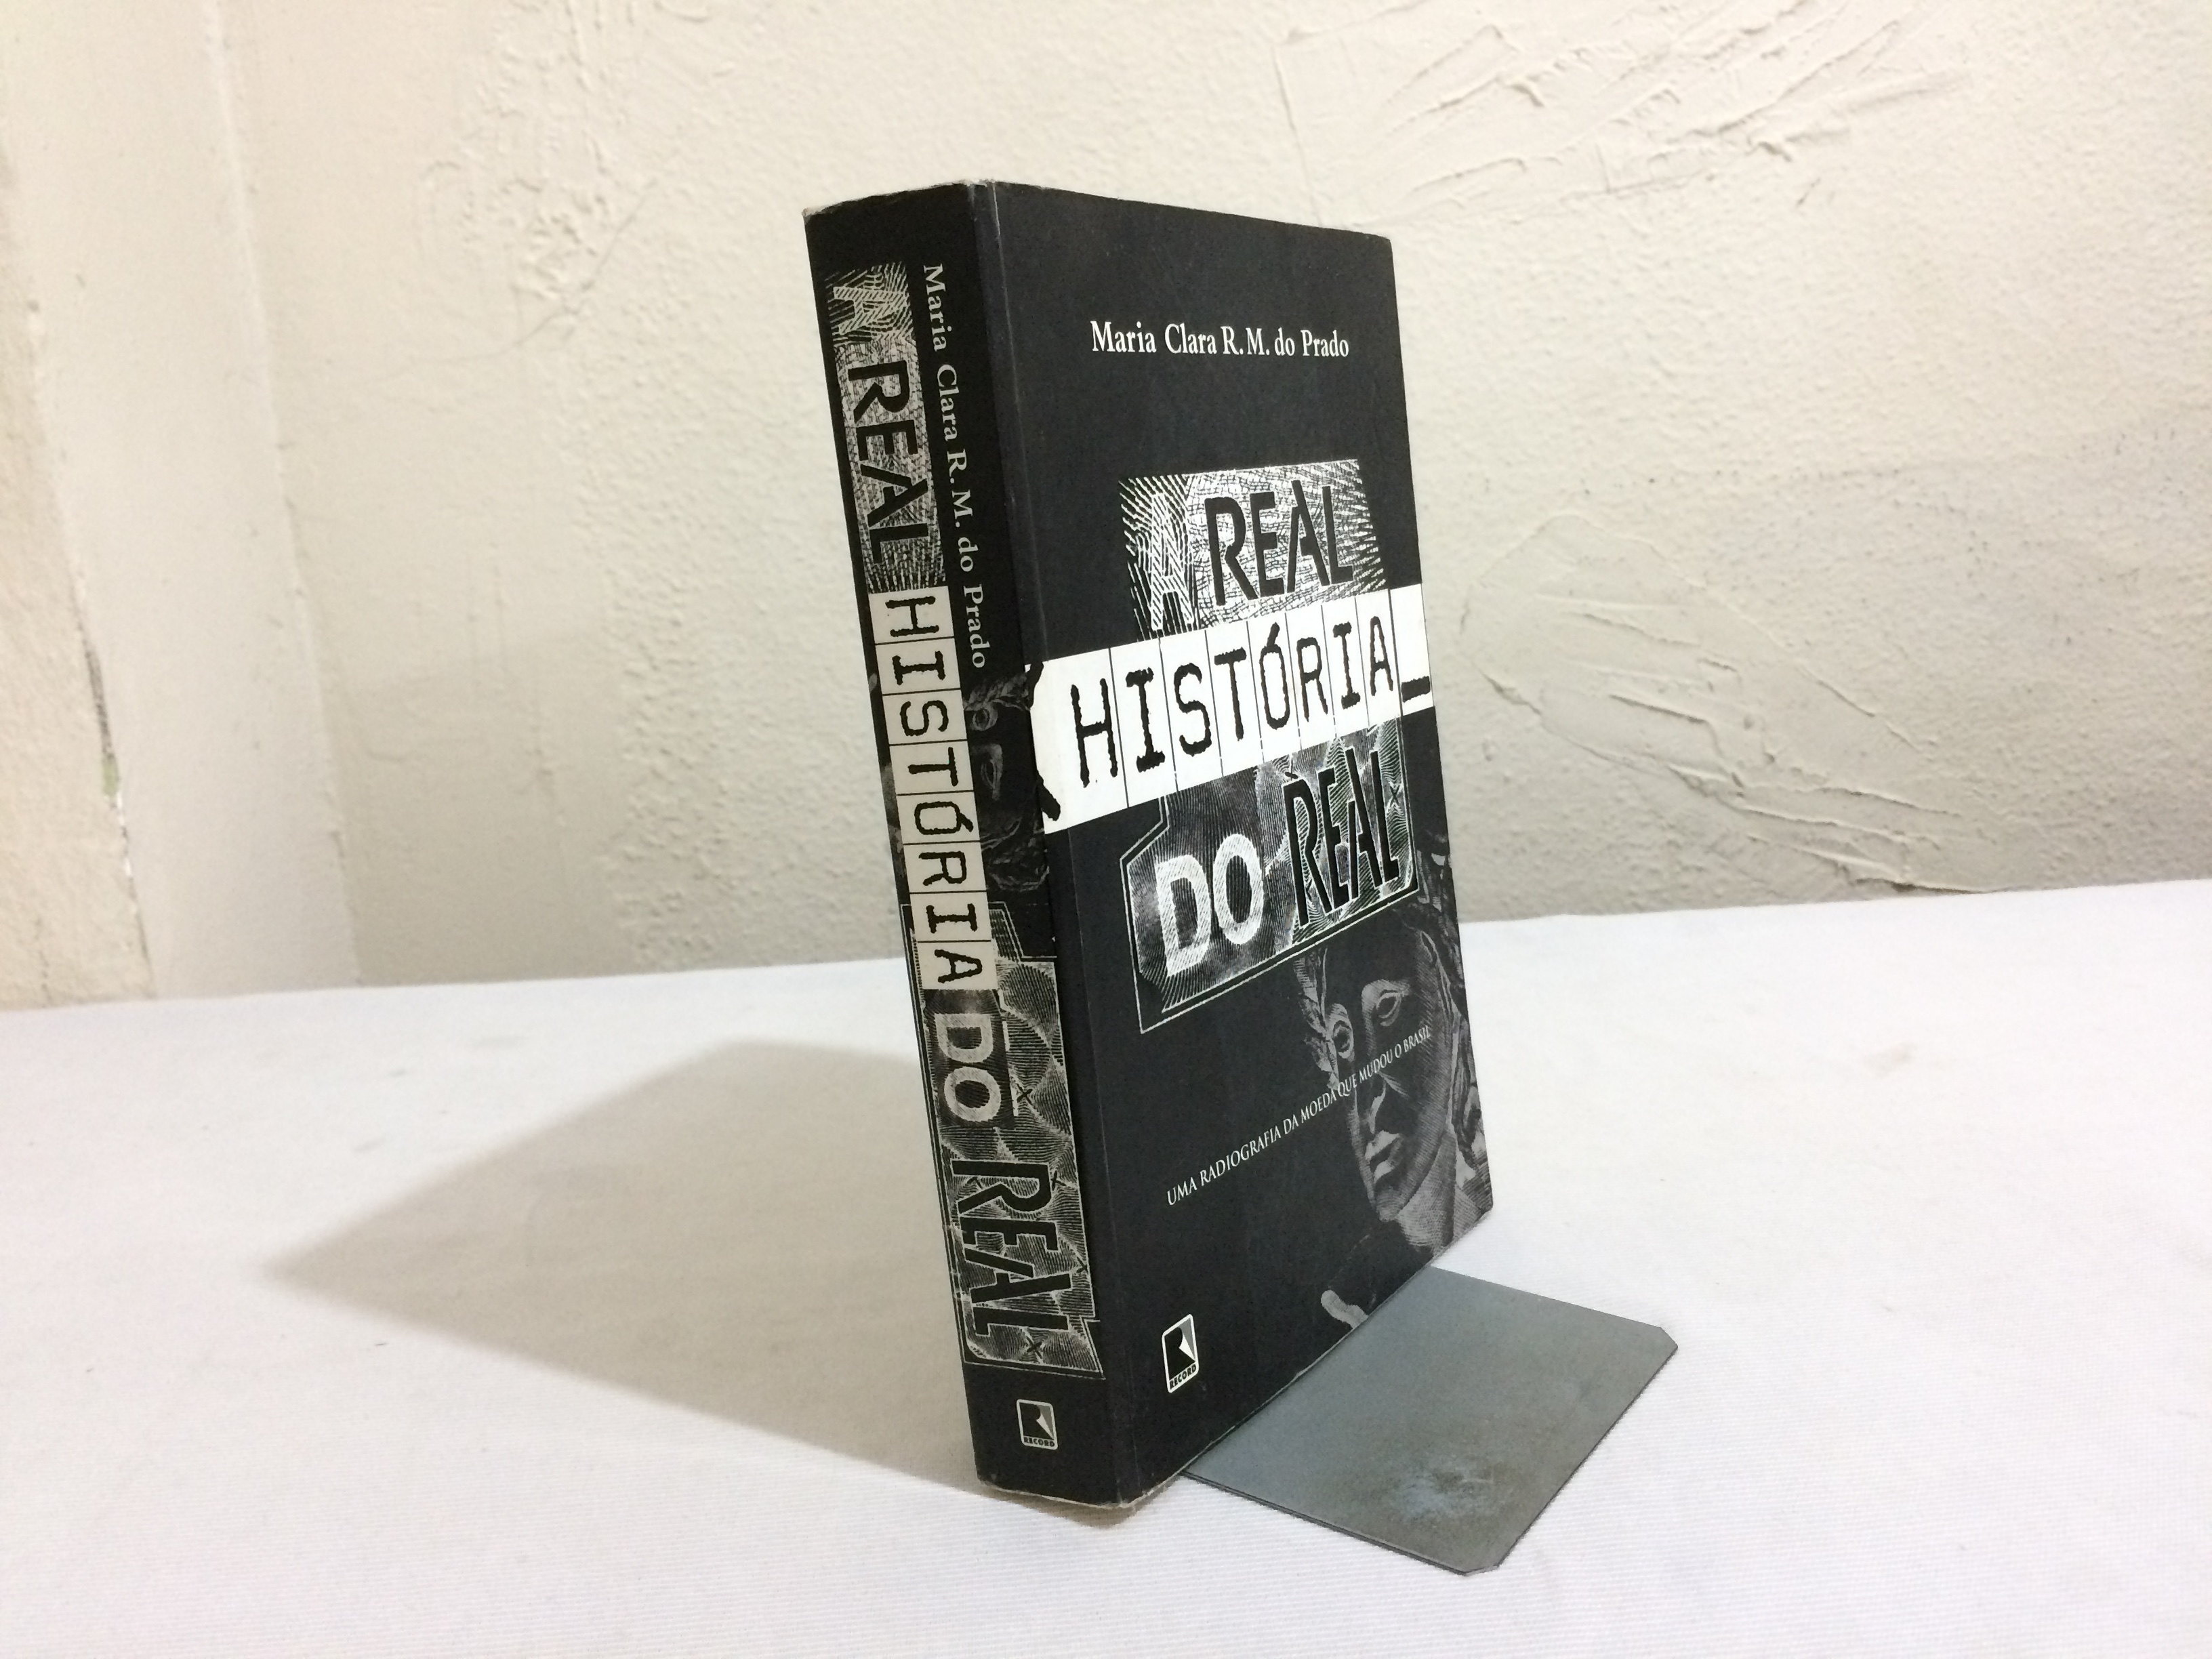 Maria Clara R. M. do Prado
A REAL HISTÓRIA DO REAL
RECORD
Maria Clara R. M. do Prado
A REAL
HISTÓRIA_
DO REAL
UMA RADIOGRAFIA DA MOEDA QUE MUDOU O BRASIL
RECORD